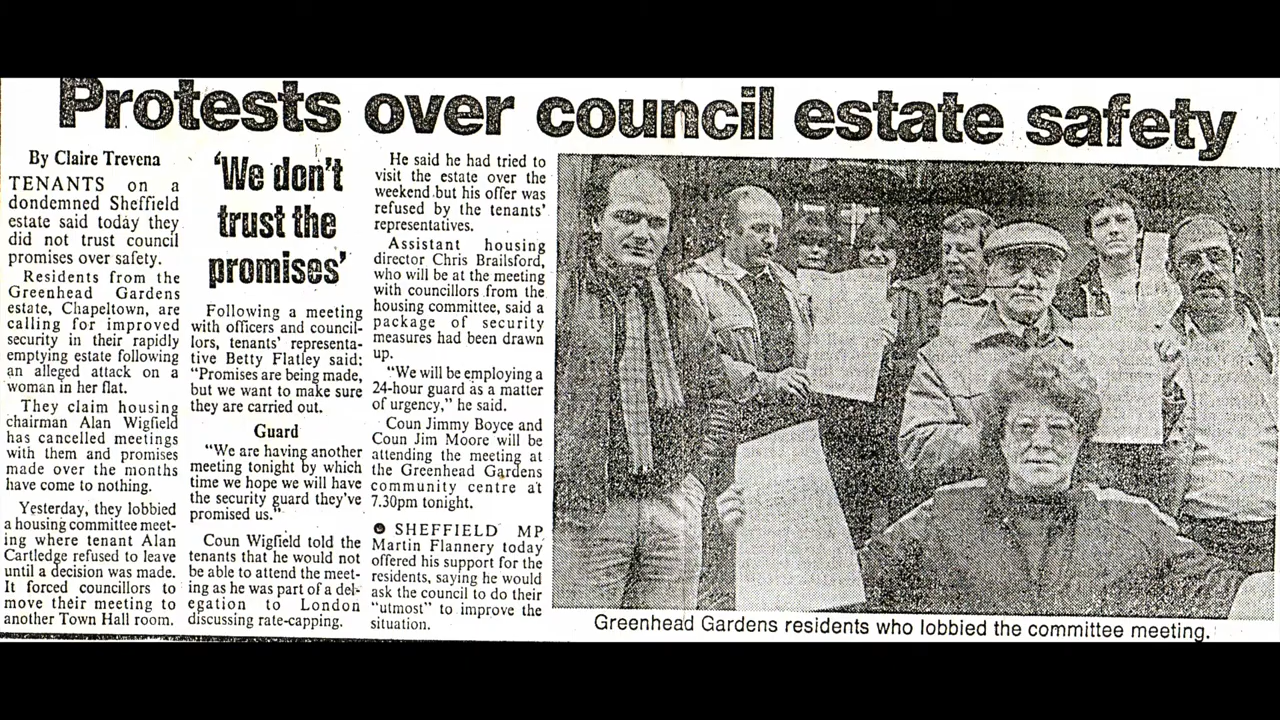 Protests over council estate safety
By Claire Trevena
TENANTS on a
dondemned Sheffield
estate said today they
did not trust council
promises over safety.
Residents from the
Greenhead Gardens
estate, Chapeltown, are
calling for improved
security in their rapidly
emptying estate following
an alleged attack on a
woman in her flat.
They claim housing
chairman Alan Wigfield
has cancelled meetings
with them and promises
made over the months
have come to nothing.
Yesterday, they lobbied
a housing committee meet-
ing where tenant Alan
Cartledge refused to leave
until a decision was made.
It forced councillors to
move their meeting to
another Town Hall room.
‘We don't
trust the
promises’
Following a meeting
with officers and council-
lors, tenants' representa-
tive Betty Flatley said:
“Promises are being made,
but we want to make sure
they are carried out.
Guard
“We are having another
meeting tonight by which
time we hope we will have
the security guard they've
promised us.”
Coun Wigfield told the
tenants that he would not
be able to attend the meet-
ing as he was part of a del-
egation to London
discussing rate-capping.
He said he had tried to
visit the estate over the
weekend but his offer was
refused by the tenants'
representatives.
Assistant housing
director Chris Brailsford,
who will be at the meeting
with councillors from the
housing committee, said a
package of security
measures had been drawn
up.
“We will be employing a
24-hour guard as a matter
of urgency,” he said.
Coun Jimmy Boyce and
Coun Jim Moore will be
attending the meeting at
the Greenhead Gardens
community centre at
7.30pm tonight.
● SHEFFIELD MP
Martin Flannery today
offered his support for the
residents, saying he would
ask the council to do their
“utmost” to improve the
situation.
Greenhead Gardens residents who lobbied the committee meeting.